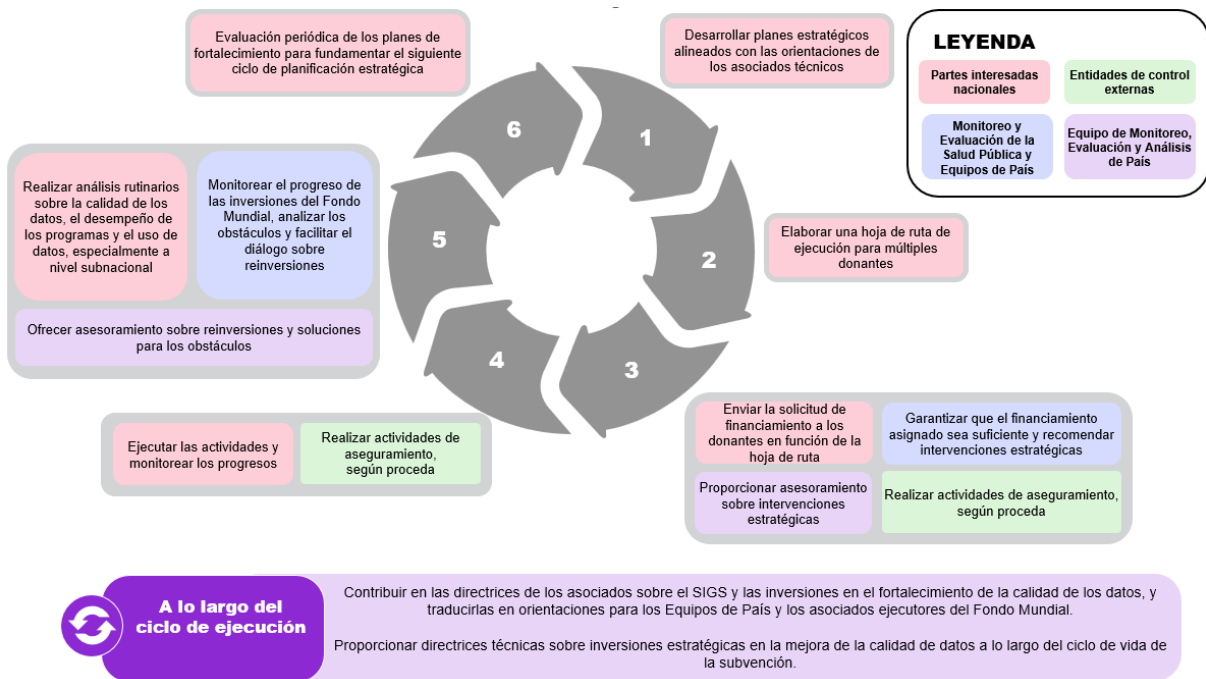 Evaluación periódica de los planes de
fortalecimiento para fundamentar el siguiente
ciclo de planificación estratégica
Desarrollar planes estratégicos
alineados con las orientaciones de
los asociados técnicos
LEYENDA
Partes interesadas
nacionales
Entidades de control
externas
Monitoreo y
Evaluación de la
Salud Pública y
Equipos de País
Equipo de Monitoreo,
Evaluación y Análisis
de País
6
1
5
2
4
3
Realizar análisis rutinarios
sobre la calidad de los
datos, el desempeño de
los programas y el uso de
datos, especialmente a
nivel subnacional
Monitorear el progreso de
las inversiones del Fondo
Mundial, analizar los
obstáculos y facilitar el
diálogo sobre
reinversiones
Ofrecer asesoramiento sobre reinversiones y soluciones
para los obstáculos
Elaborar una hoja de ruta de
ejecución para múltiples
donantes
Ejecutar las actividades y
monitorear los progresos
Realizar actividades de
aseguramiento,
según proceda
Enviar la solicitud de
financiamiento a los
donantes en función de la
hoja de ruta
Garantizar que el financiamiento
asignado sea suficiente y recomendar
intervenciones estratégicas
Proporcionar asesoramiento
sobre intervenciones
estratégicas
Realizar actividades de aseguramiento,
según proceda
A lo largo del
ciclo de ejecución
Contribuir en las directrices de los asociados sobre el SIGS y las inversiones en el fortalecimiento de la calidad de los datos, y
traducirlas en orientaciones para los Equipos de País y los asociados ejecutores del Fondo Mundial.
Proporcionar directrices técnicas sobre inversiones estratégicas en la mejora de la calidad de datos a lo largo del ciclo de vida de
la subvención.